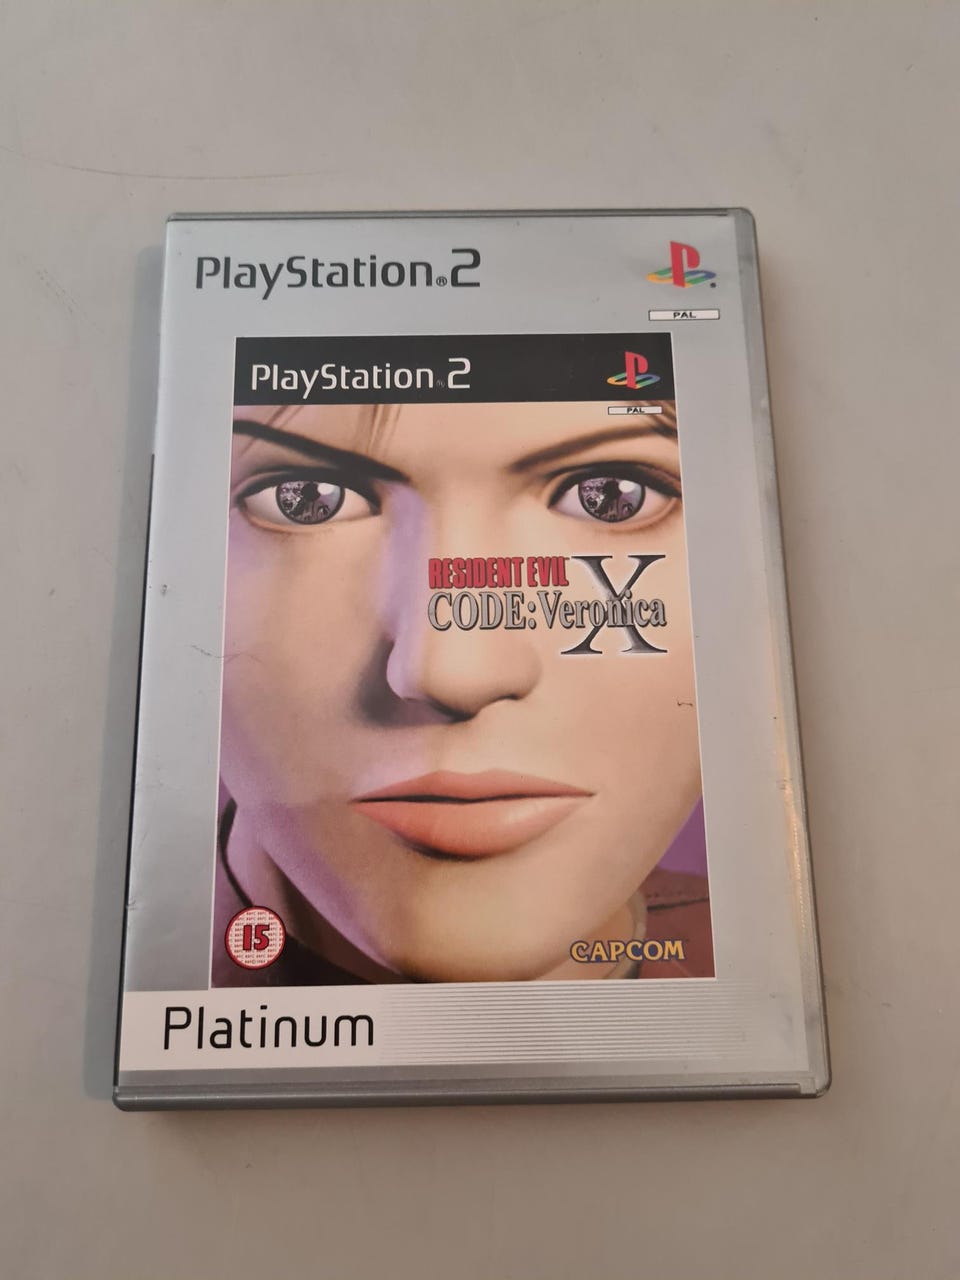 PlayStation®2
PAL
PlayStation®2
PAL
RESIDENT EVIL
CODE:Veronica
X
15
CAPCOM
Platinum